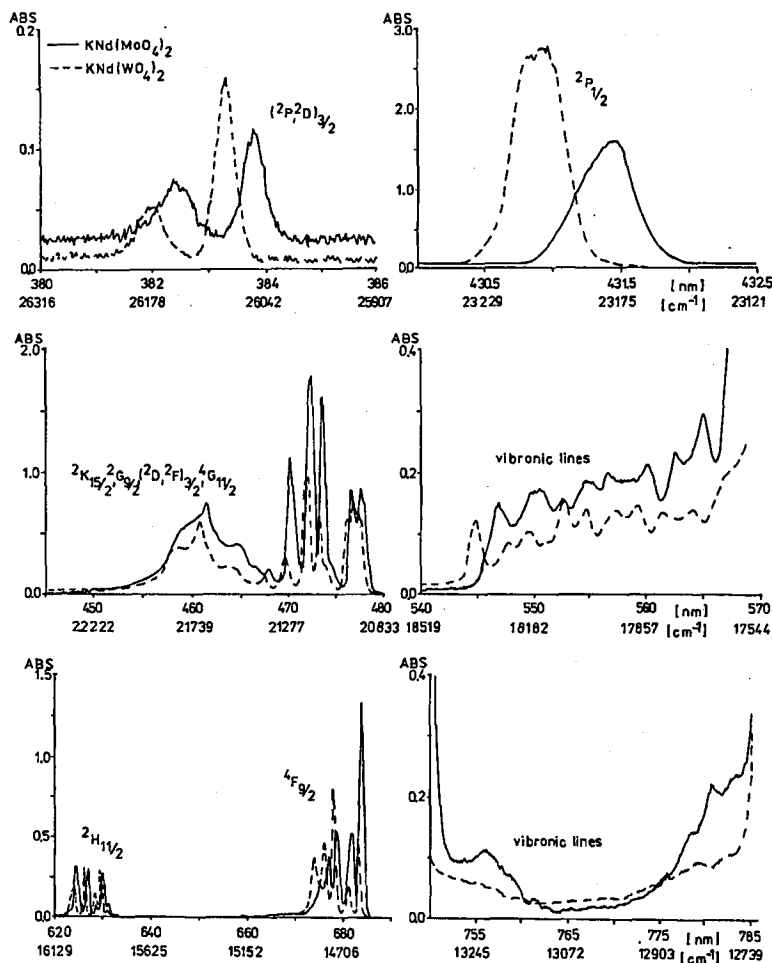 ABS
0.2
KNd(MoO₄)₂
KNd(WO₄)₂
(²P,²D)₃/₂
0.1
0.0
380 382 384 386
26316 26178 26042 25907
ABS
3.0
²P₁/₂
2.0
1.0
0.0
4305 431.5 432.5
[nm]
23229 23175 23121
[cm⁻¹]
ABS
2.0
²K₁₅/₂,²G₉/₂(²D,²F)₃/₂,⁴G₁₁/₂
1.0
0.0
450 460 470 480
22222 21739 21277 20833
ABS
0.4
vibronic lines
0.2
0.0
540 550 560 [nm] 570
18519 18182 17857 [cm⁻¹] 17544
ABS
1.5
1.0
⁴F₉/₂
0.5
²H₁₁/₂
0.0
620 640 660 680
16129 15625 15152 14706
ABS
0.4
0.2
vibronic lines
0.0
755 765 775 [nm] 785
13245 13072 12903 [cm⁻¹] 12739